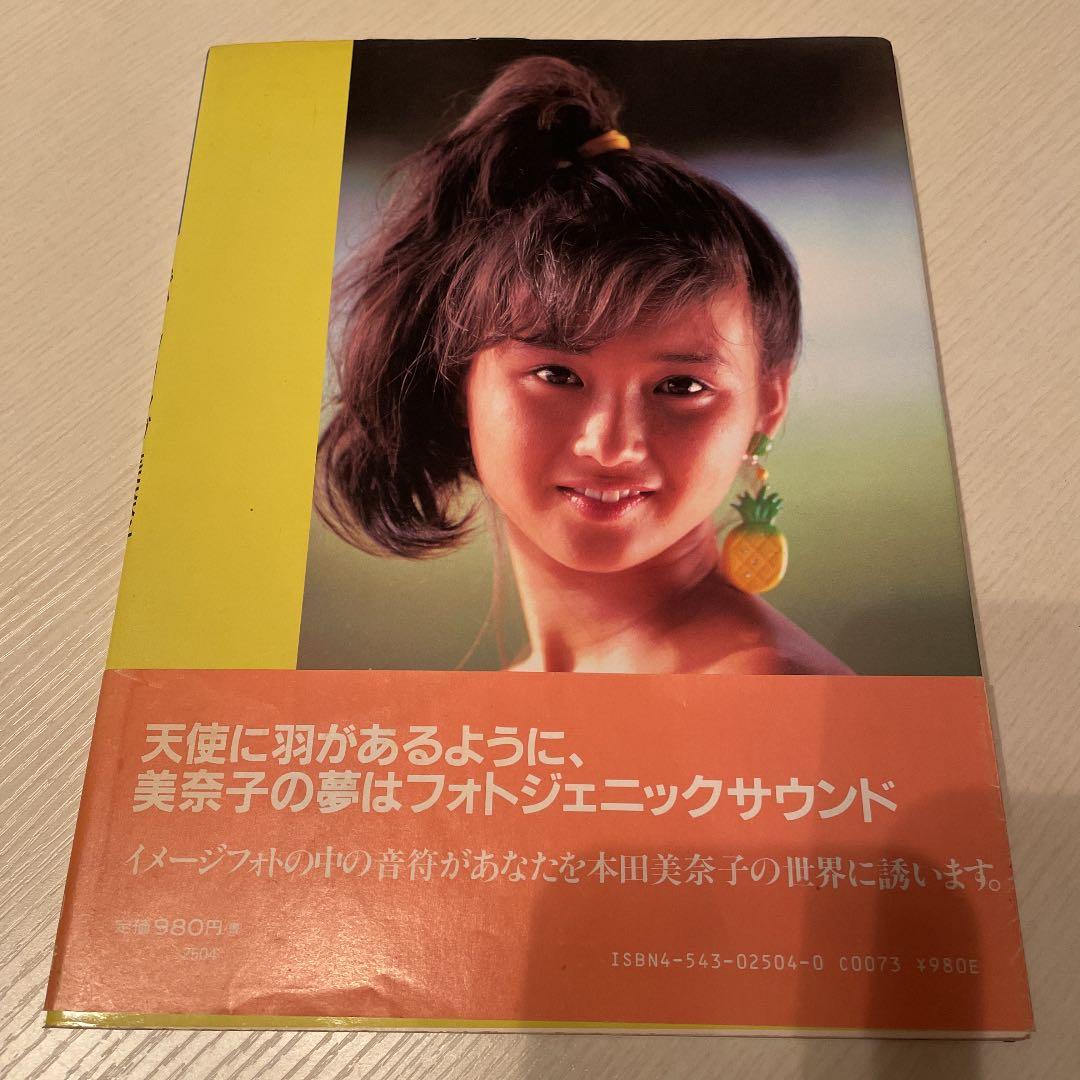 天使に羽があるように、
美奈子の夢はフォトジェニックサウンド
イメージフォトの中の音符があなたを本田美奈子の世界に誘います。
定価980円
2504
ISBN4-543-02504-0 C0073 ¥980E